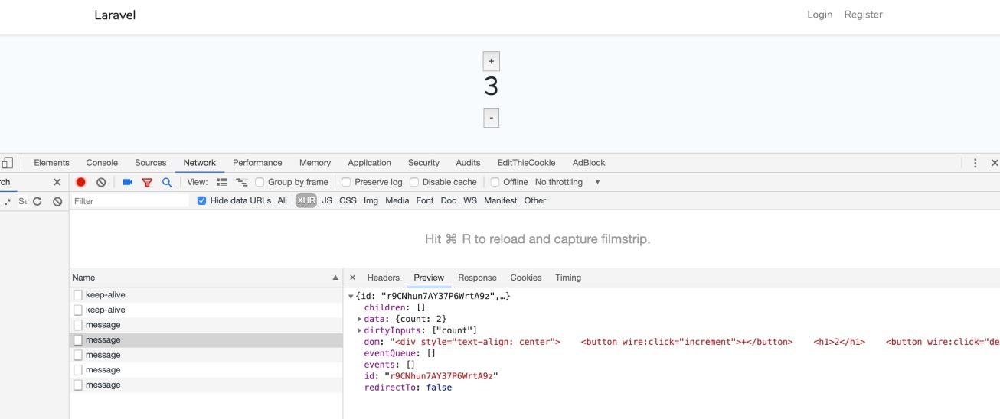 Laravel Login Register
+
3
-
Elements Console Sources Network Performance Memory Application Security Audits EditThisCookie AdBlock
rch View: Group by frame Preserve log Disable cache Offline No throttling
.* Se Filter Hide data URLs All XHR JS CSS Img Media Font Doc WS Manifest Other
Hit ⌘ R to reload and capture filmstrip.
Name
keep-alive
keep-alive
message
message
message
message
message
Headers Preview Response Cookies Timing
{id: "r9CNhun7AY37P6WrtA9z",…}
children: []
data: {count: 2}
dirtyInputs: ["count"]
dom: "<div style="text-align: center"> <button wire:click="increment">+</button> <h1>2</h1> <button wire:click="de
eventQueue: []
events: []
id: "r9CNhun7AY37P6WrtA9z"
redirectTo: false